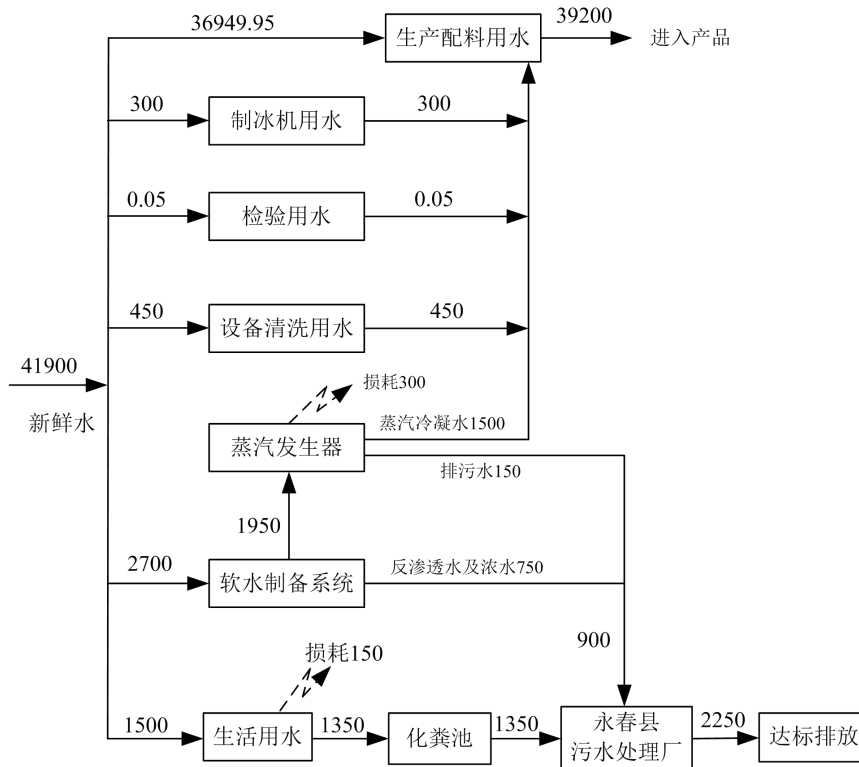 36949.95
生产配料用水
39200
进入产品
300
制冰机用水
300
0.05
检验用水
0.05
450
设备清洗用水
450
41900
新鲜水
损耗300
蒸汽发生器
蒸汽冷凝水1500
排污水150
1950
2700
软水制备系统
反渗透水及浓水750
900
损耗150
1500
生活用水
1350
化粪池
1350
永春县
污水处理厂
2250
达标排放